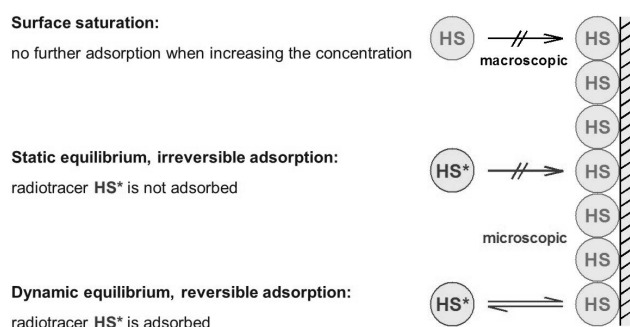 Surface saturation:
no further adsorption when increasing the concentration
HS
macroscopic
HS
HS
HS
Static equilibrium, irreversible adsorption:
radiotracer HS* is not adsorbed
HS*
HS
HS
microscopic
HS
Dynamic equilibrium, reversible adsorption:
radiotracer HS* is adsorbed
HS*
HS